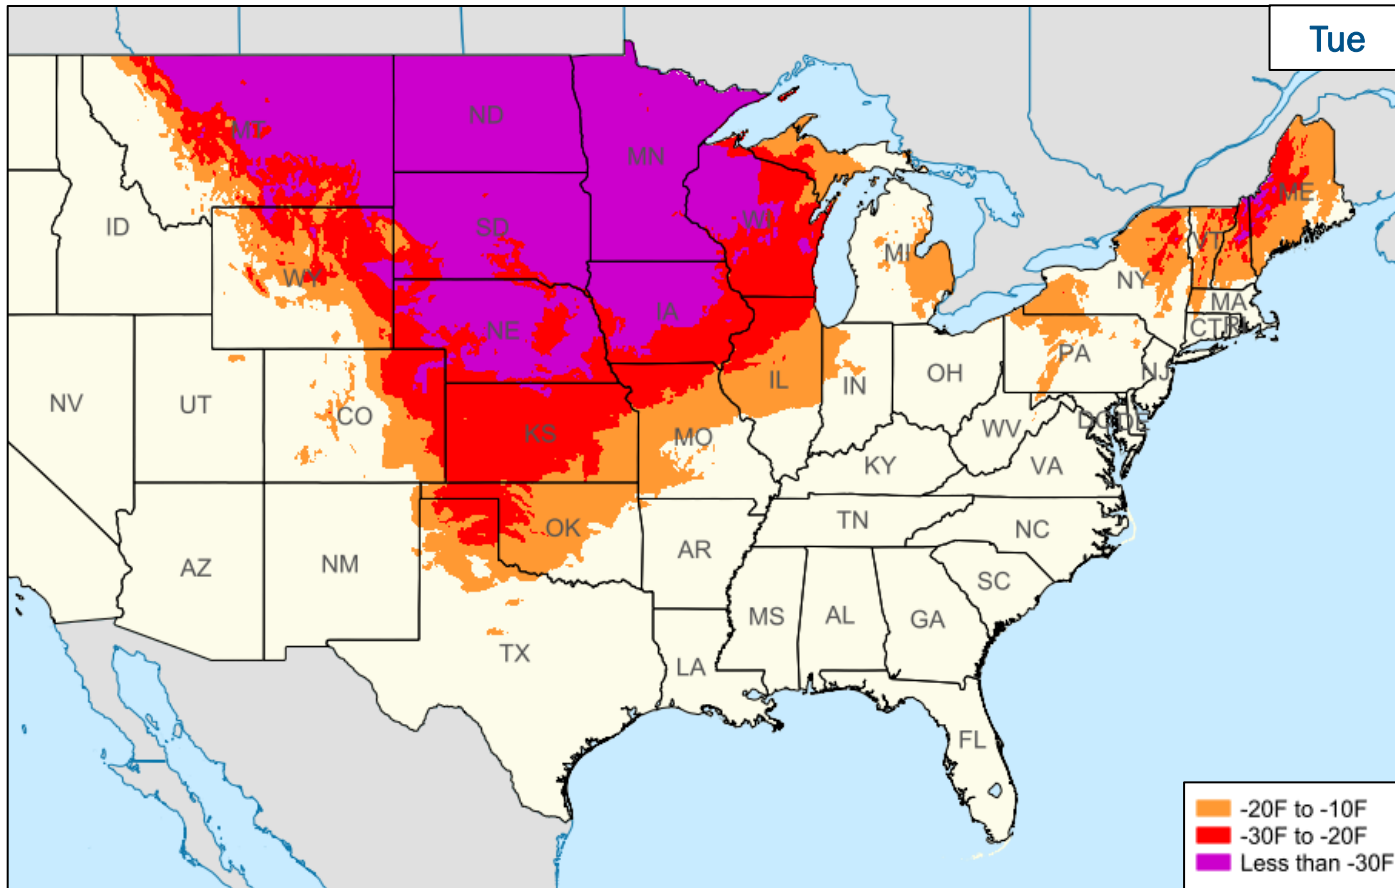 Tue
MT
ND
MN
ID
SD
WI
ME
WY
MI
VT
NY
NE
IA
MA
CT
RI
NV
UT
CO
IL
IN
OH
PA
NJ
KS
MO
WV
DC
DE
KY
VA
AZ
NM
OK
AR
TN
NC
SC
MS
AL
GA
TX
LA
FL
-20F to -10F
-30F to -20F
Less than -30F